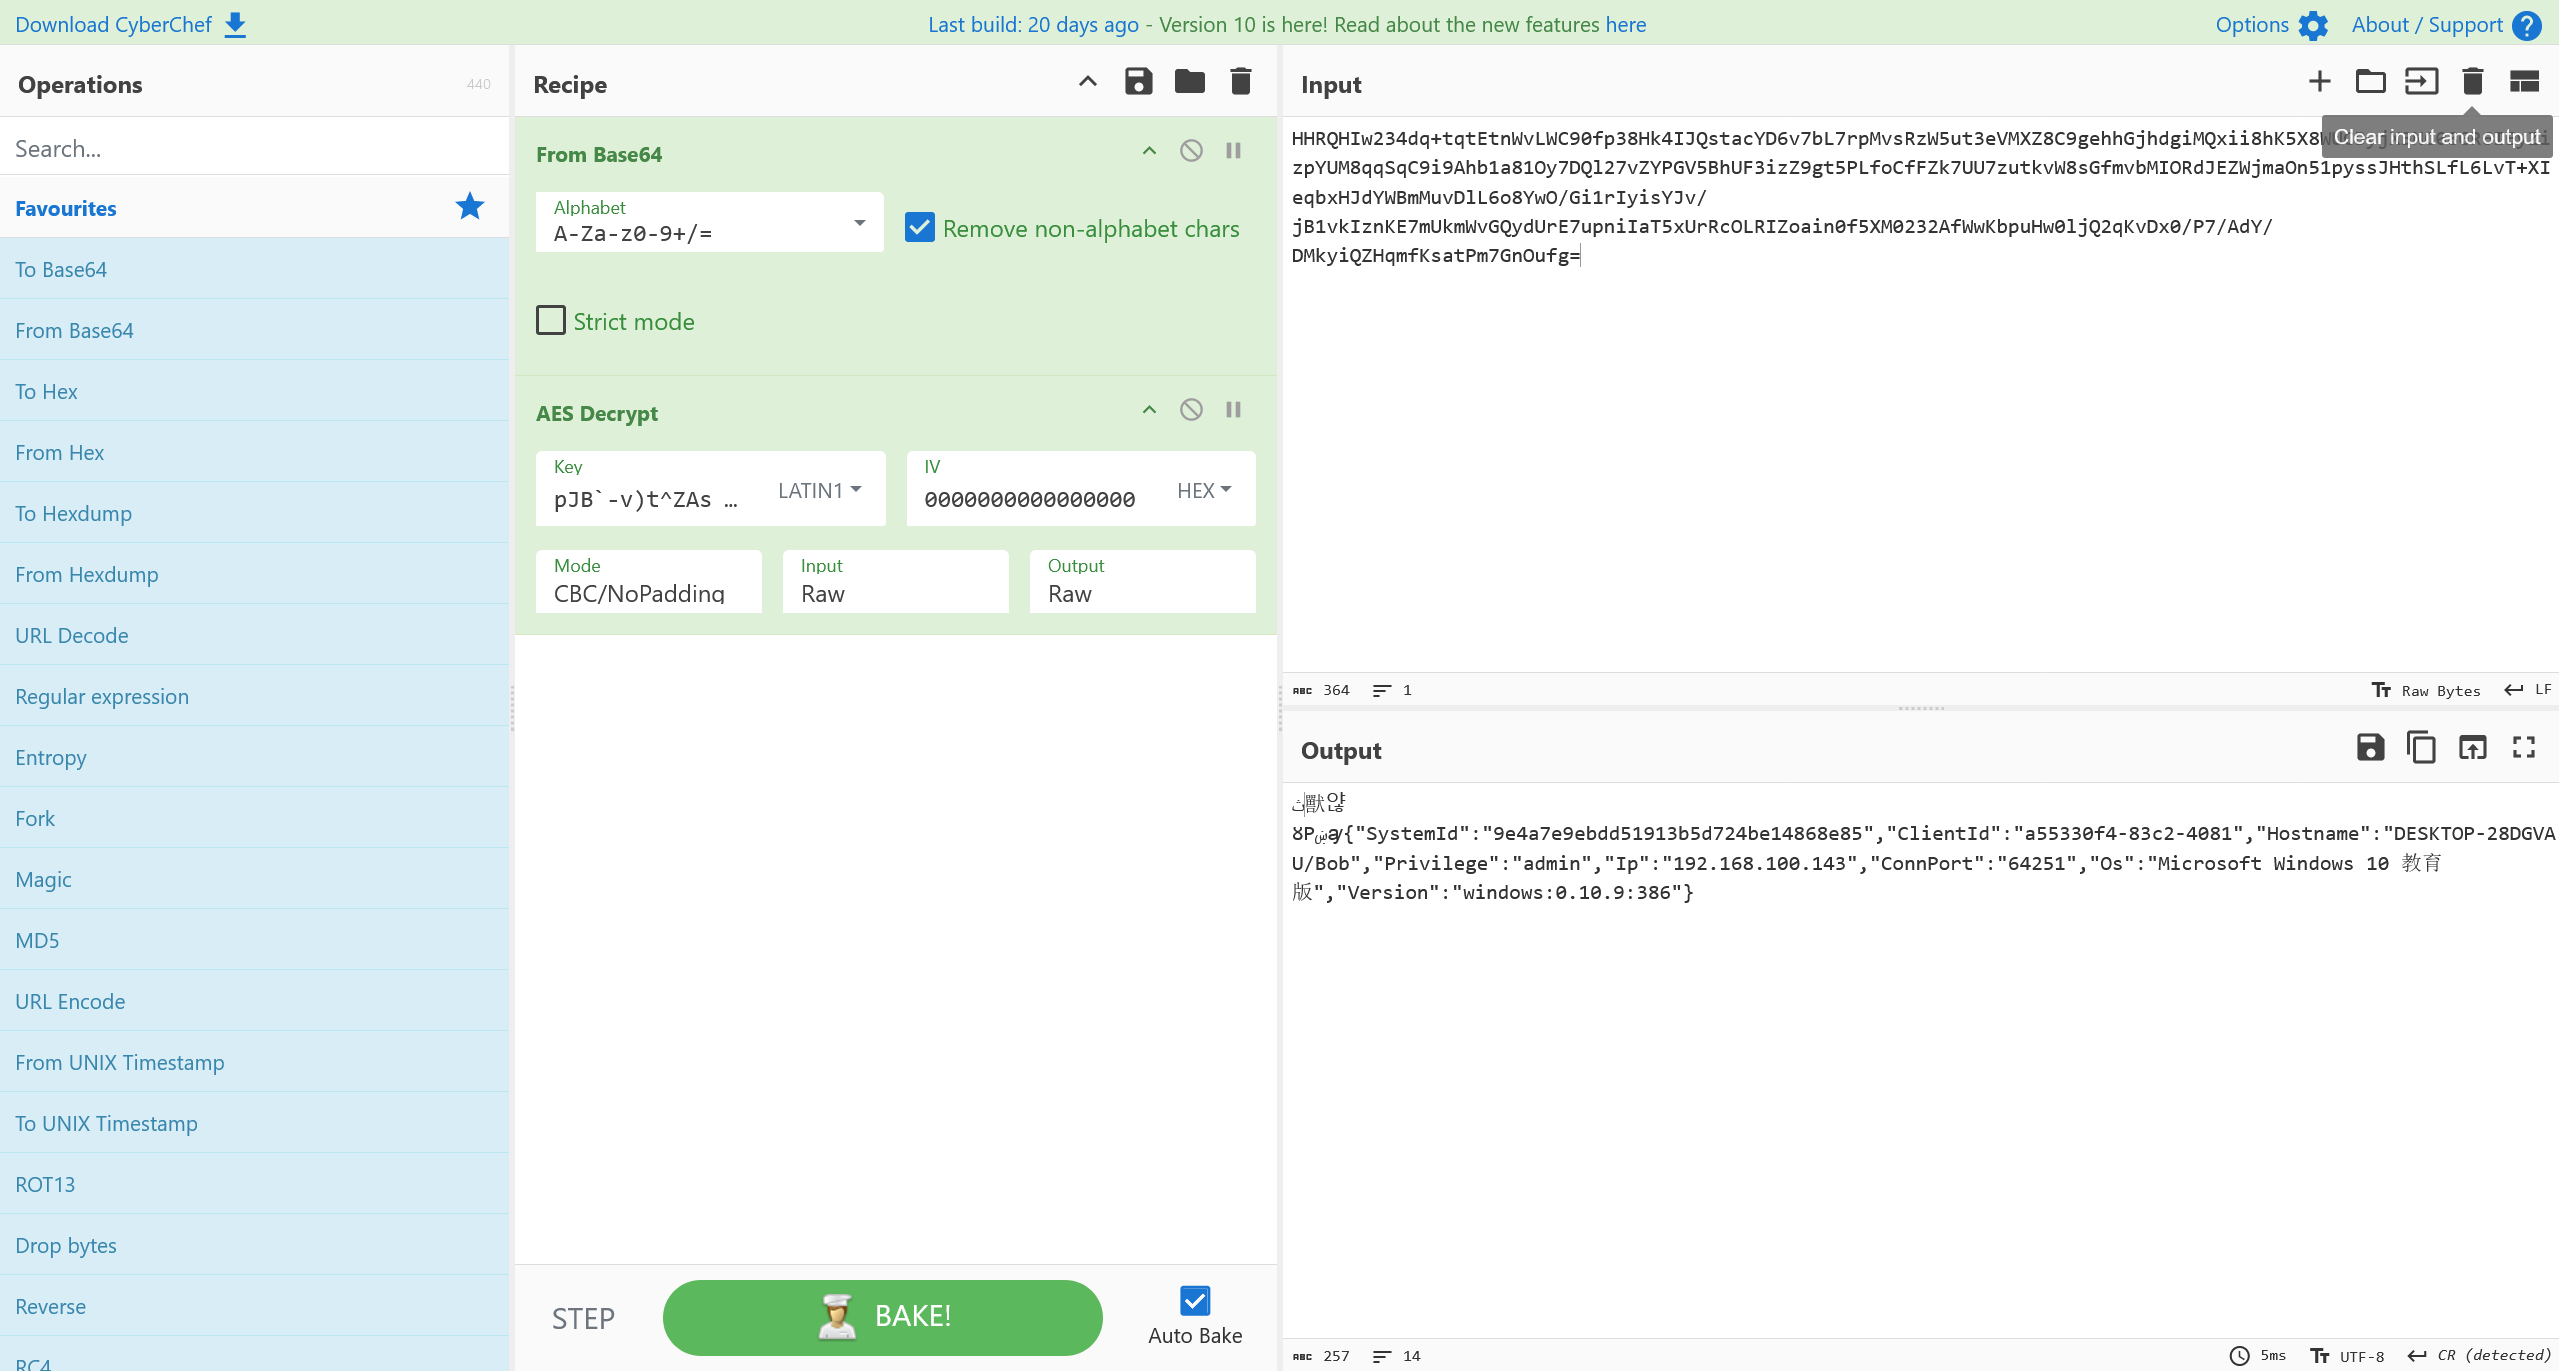 Download CyberChef
Last build: 20 days ago - Version 10 is here! Read about the new features here
Options
About / Support
Operations
440
Search...
Favourites
To Base64
From Base64
To Hex
From Hex
To Hexdump
From Hexdump
URL Decode
Regular expression
Entropy
Fork
Magic
MD5
URL Encode
From UNIX Timestamp
To UNIX Timestamp
ROT13
Drop bytes
Reverse
RC4
Recipe
From Base64
Alphabet
A-Za-z0-9+/=
Remove non-alphabet chars
Strict mode
AES Decrypt
Key
pJB`-v)t^ZAs …
LATIN1
IV
0000000000000000
HEX
Mode
CBC/NoPadding
Input
Raw
Output
Raw
STEP
BAKE!
Auto Bake
Input
Clear input and output
HHRQHIw234dq+tqtEtnWvLWC90fp38Hk4IJQstacYD6v7bL7rpMvsRzW5ut3eVMXZ8C9gehhGjhdgiMQxii8hK5X8W
zpYUM8qqSqC9i9Ahb1a81Oy7DQl27vZYPGV5BhUF3izZ9gt5PLfoCfFZk7UU7zutkvW8sGfmvbMIORdJEZWjmaOn51pyssJHthSLfL6LvT+XI
eqbxHJdYWBmMuvDlL6o8YwO/Gi1rIyisYJv/
jB1vkIznKE7mUkmWvGQydUrE7upniIaT5xUrRcOLRIZoain0f5XM0232AfWwKbpuHw0ljQ2qKvDx0/P7/AdY/
DMkyiQZHqmfKsatPm7GnOufg=
ABC 364
1
Raw Bytes
LF
Output
{"SystemId":"9e4a7e9ebdd51913b5d724be14868e85","ClientId":"a55330f4-83c2-4081","Hostname":"DESKTOP-28DGVA
U/Bob","Privilege":"admin","Ip":"192.168.100.143","ConnPort":"64251","Os":"Microsoft Windows 10 教育
版","Version":"windows:0.10.9:386"}
ABC 257
14
5ms
UTF-8
CR (detected)